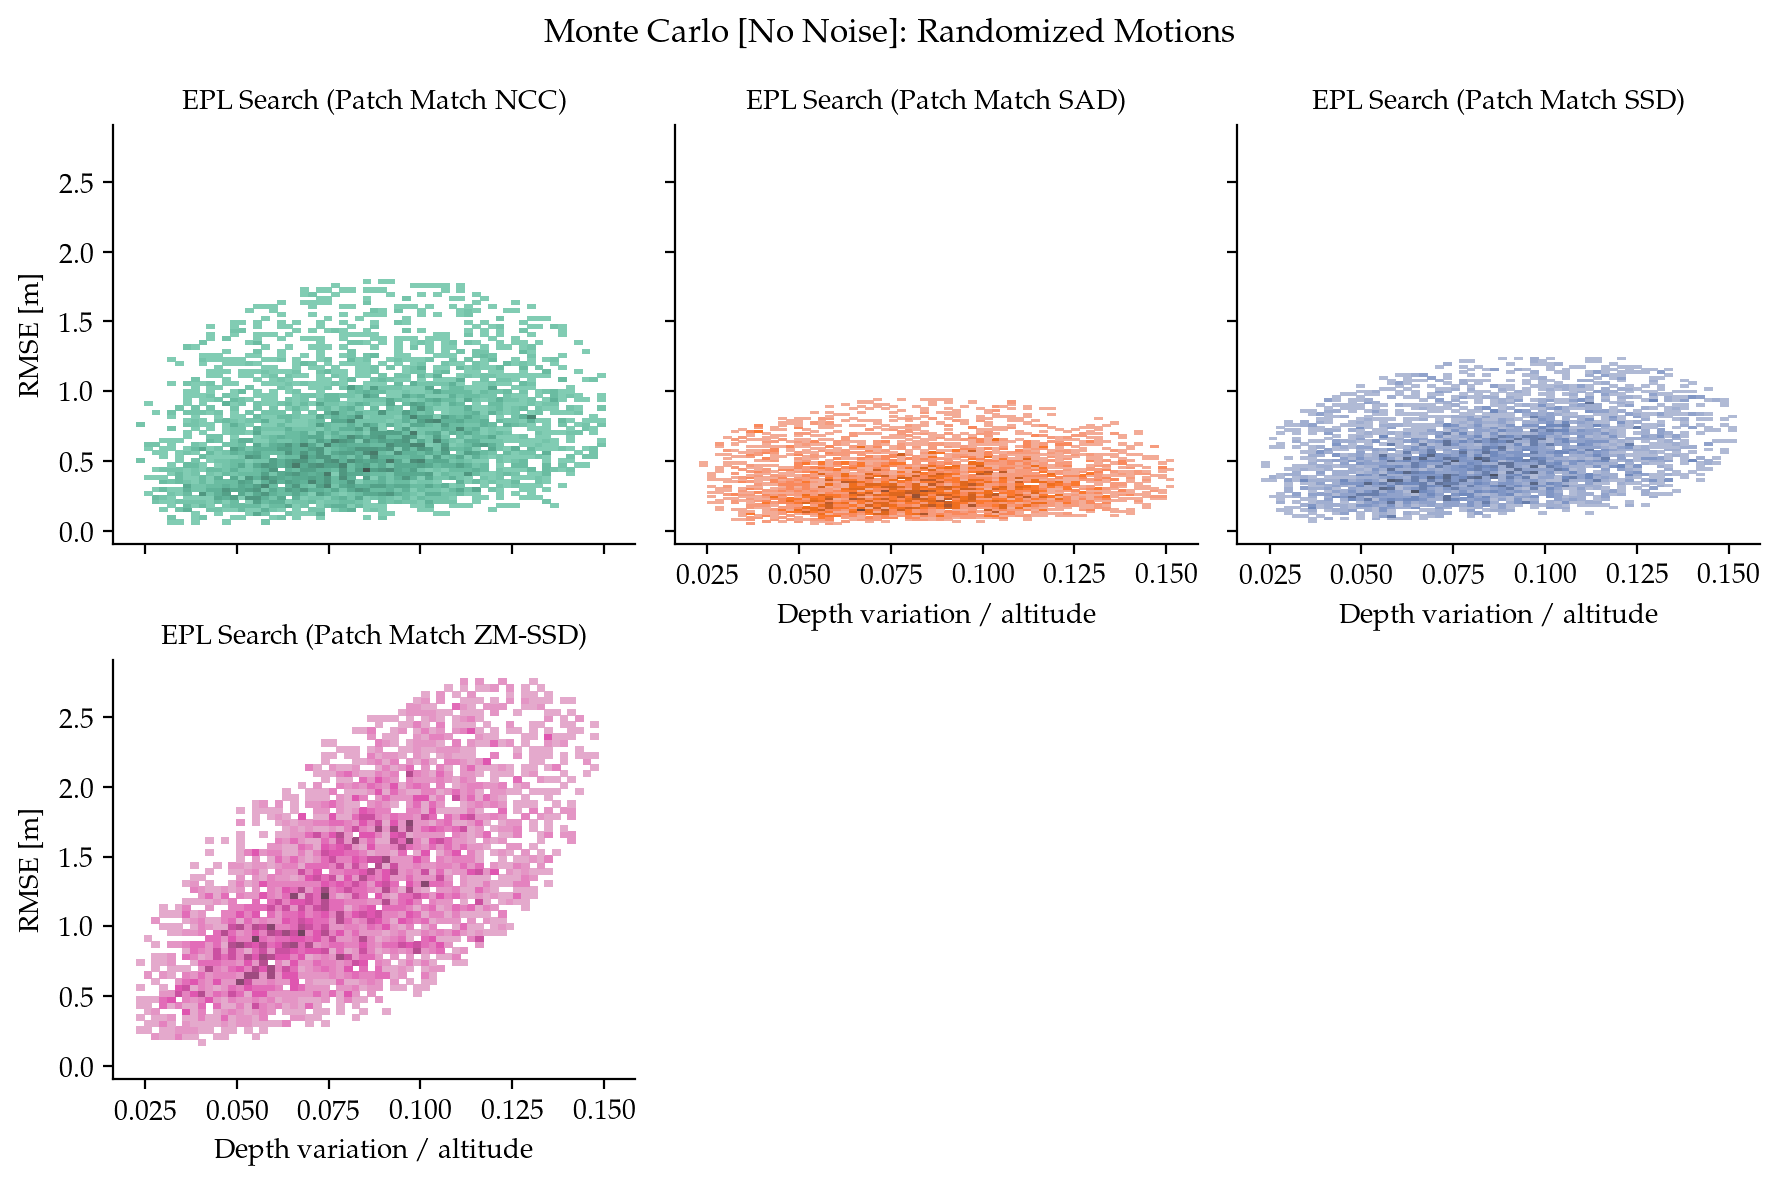 Monte Carlo [No Noise]: Randomized Motions
EPL Search (Patch Match NCC)
RMSE [m]
2.5
2.0
1.5
1.0
0.5
0.0
EPL Search (Patch Match SAD)
0.025 0.050 0.075 0.100 0.125 0.150
Depth variation / altitude
EPL Search (Patch Match SSD)
0.025 0.050 0.075 0.100 0.125 0.150
Depth variation / altitude
EPL Search (Patch Match ZM-SSD)
RMSE [m]
2.5
2.0
1.5
1.0
0.5
0.0
0.025 0.050 0.075 0.100 0.125 0.150
Depth variation / altitude